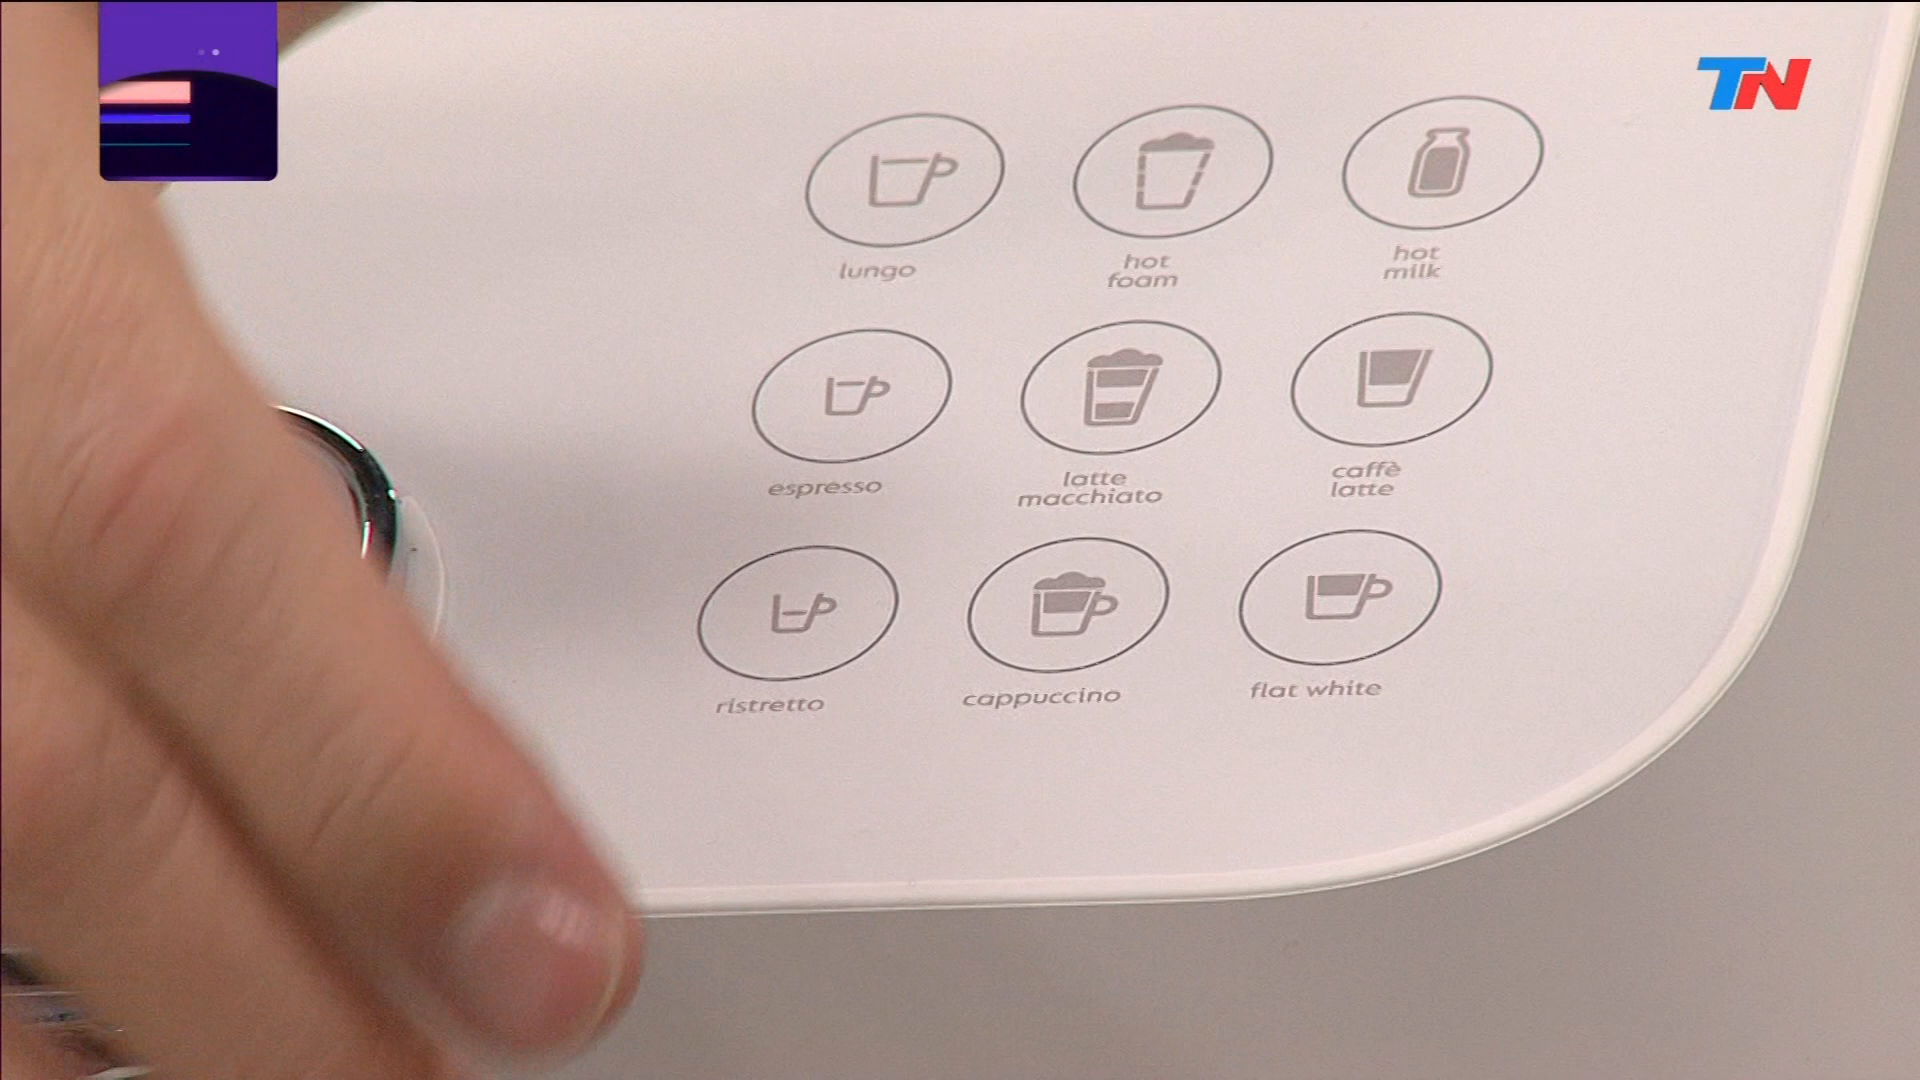 TN
lungo
hot
foam
hot
milk
espresso
latte
macchiato
caffè
latte
ristretto
cappuccino
flat white